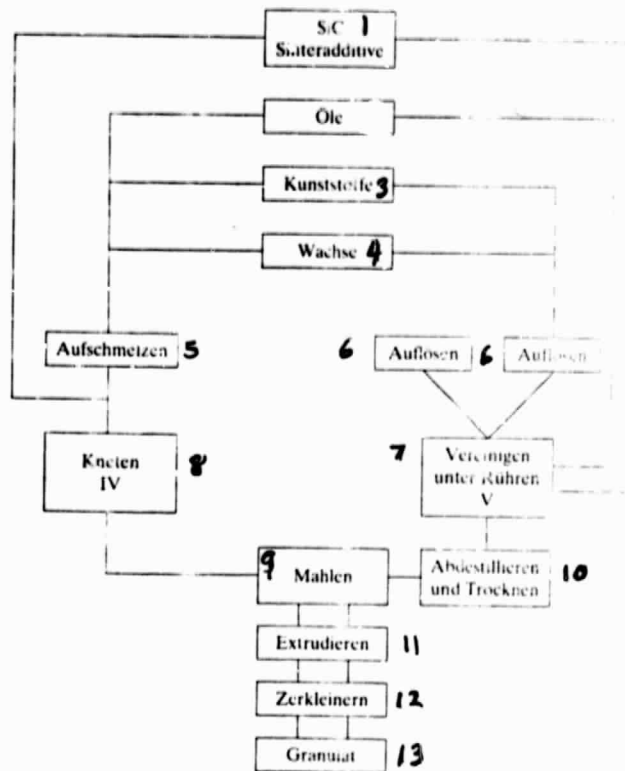 SiC 1
Sinteradditive
Öle
Kunststoffe 3
Wachse 4
Aufschmelzen 5
6 Auflösen
6 Auflösen
Kneten 8
IV
7 Vereinigen
unter Rühren
V
9 Mahlen
Abdestillieren 10
und Trocknen
Extrudieren 11
Zerkleinern 12
Granulat 13